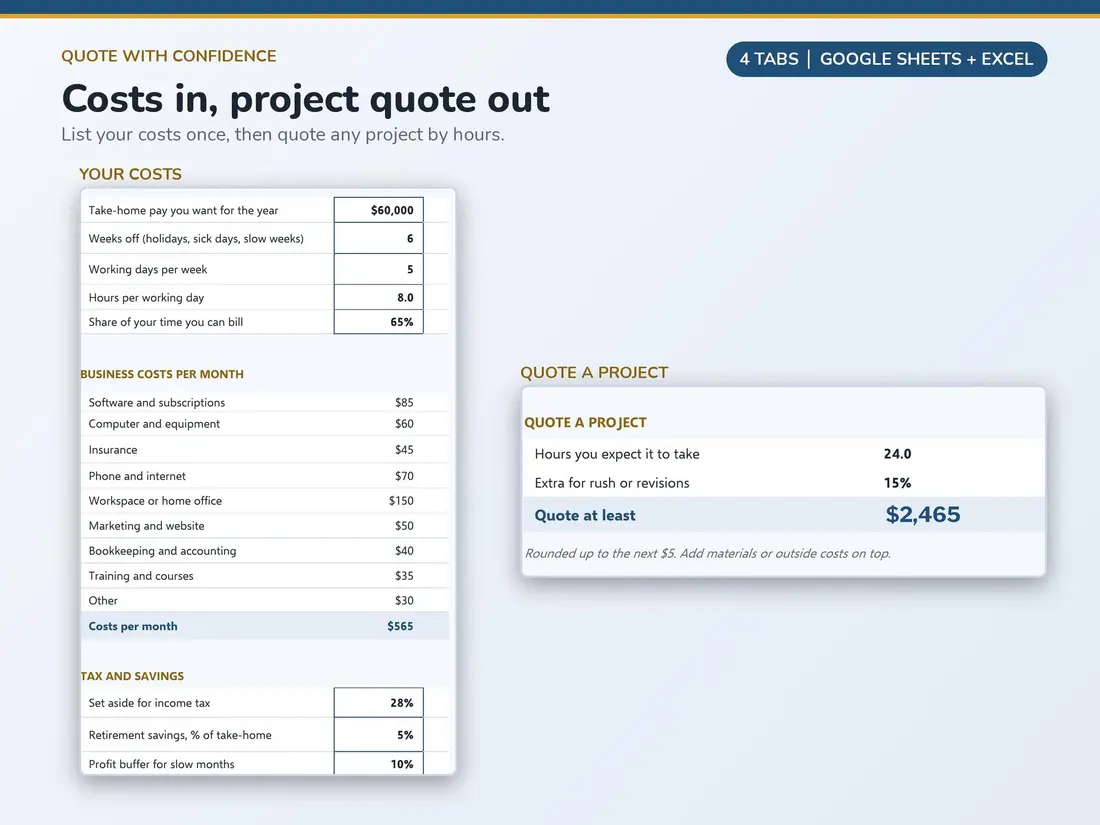 QUOTE WITH CONFIDENCE
4 TABS | GOOGLE SHEETS + EXCEL
Costs in, project quote out
List your costs once, then quote any project by hours.
YOUR COSTS
Take-home pay you want for the year $60,000
Weeks off (holidays, sick days, slow weeks) 6
Working days per week 5
Hours per working day 8.0
Share of your time you can bill 65%
BUSINESS COSTS PER MONTH
Software and subscriptions $85
Computer and equipment $60
Insurance $45
Phone and internet $70
Workspace or home office $150
Marketing and website $50
Bookkeeping and accounting $40
Training and courses $35
Other $30
Costs per month $565
TAX AND SAVINGS
Set aside for income tax 28%
Retirement savings, % of take-home 5%
Profit buffer for slow months 10%
QUOTE A PROJECT
QUOTE A PROJECT
Hours you expect it to take 24.0
Extra for rush or revisions 15%
Quote at least $2,465
Rounded up to the next $5. Add materials or outside costs on top.